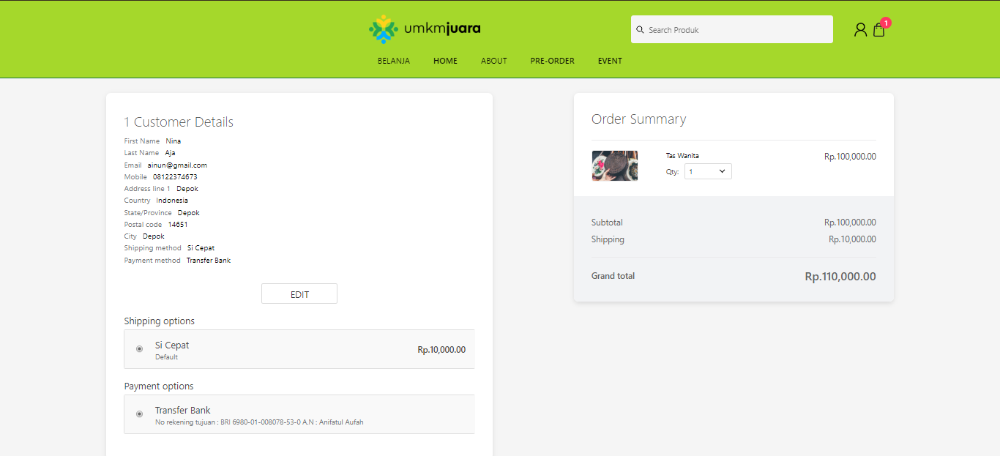 umkmjuara
Search Produk
1
BELANJA HOME ABOUT PRE-ORDER EVENT
1 Customer Details
First Name Nina
Last Name Aja
Email ainun@gmail.com
Mobile 08122374673
Address line 1 Depok
Country Indonesia
State/Province Depok
Postal code 14651
City Depok
Shipping method Si Cepat
Payment method Transfer Bank
EDIT
Shipping options
Si Cepat Rp.10,000.00
Default
Payment options
Transfer Bank
No rekening tujuan : BRI 6980-01-008078-53-0 A.N : Anifatul Aufah
Order Summary
Tas Wanita Rp.100,000.00
Qty: 1
Subtotal Rp.100,000.00
Shipping Rp.10,000.00
Grand total Rp.110,000.00